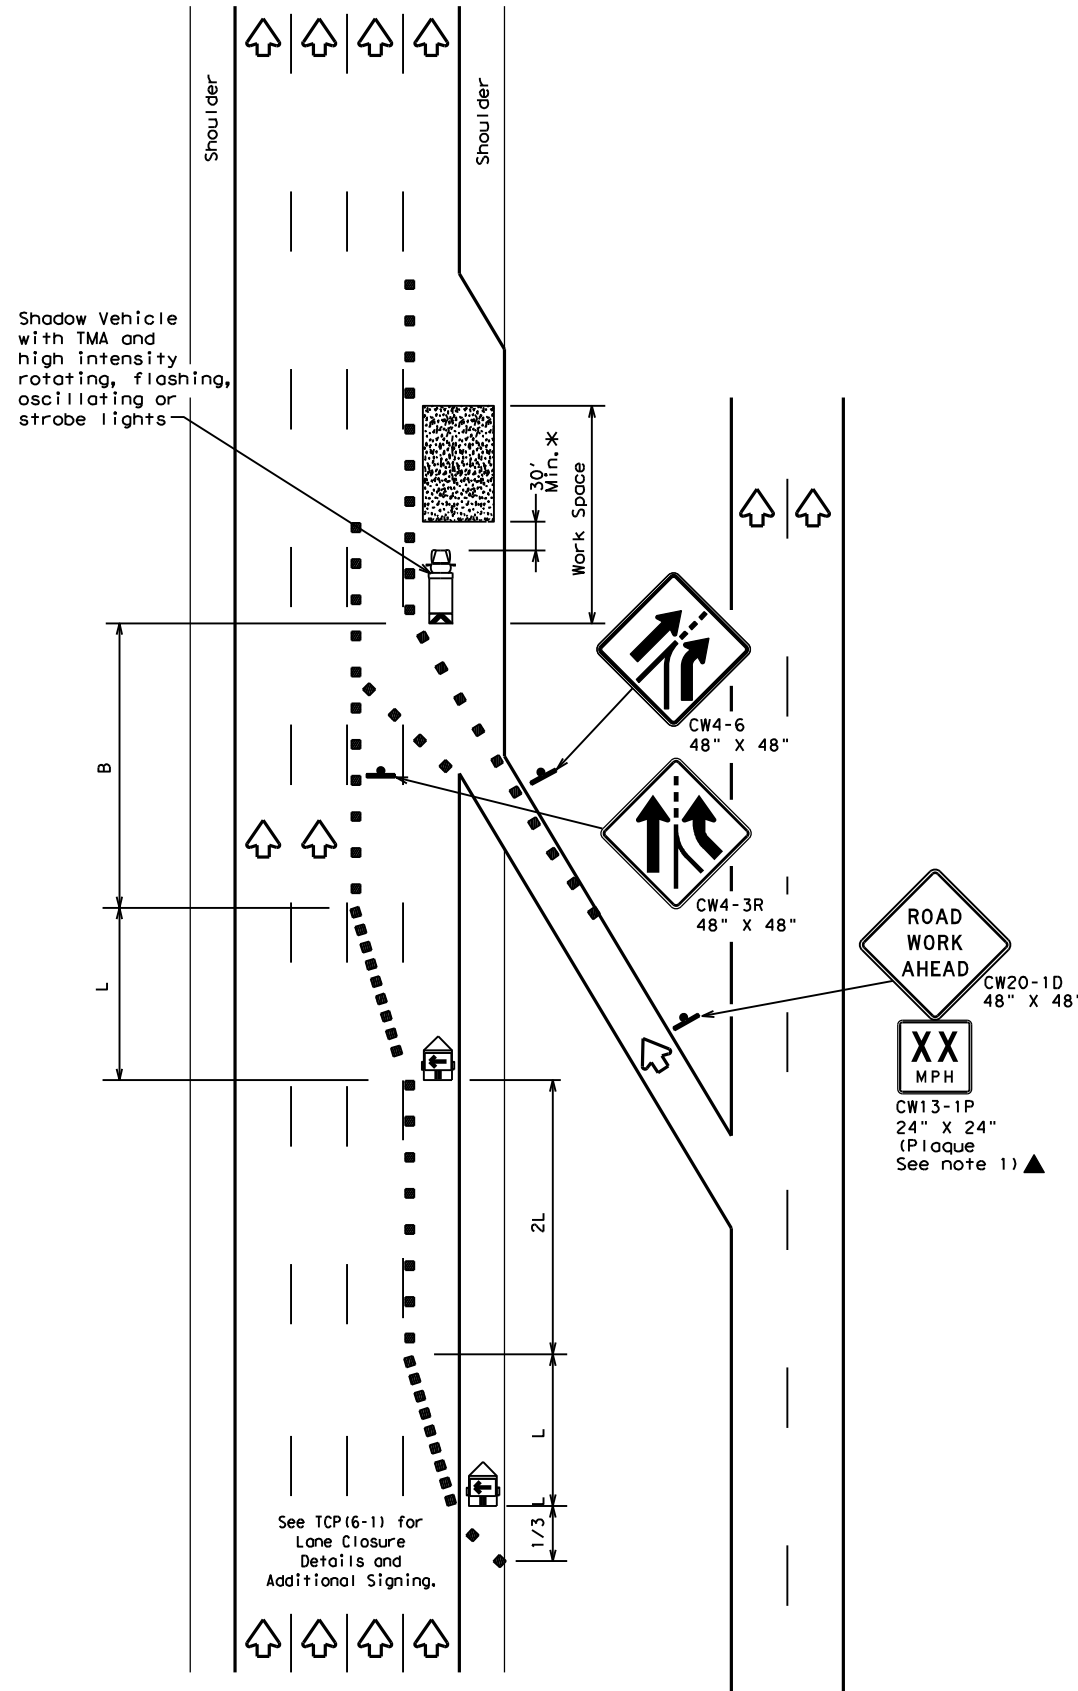 Shoulder
Shoulder
Shadow Vehicle
with TMA and
high intensity
rotating, flashing,
oscillating or
strobe lights
30'
Min.*
Work Space
CW4-6
48" X 48"
B
CW4-3R
48" X 48"
ROAD
WORK
AHEAD
CW20-1D
48" X 48"
L
XX
MPH
CW13-1P
24" X 24"
(Plaque
See note 1)▲
2L
L
1/3 L
See TCP(6-1) for
Lane Closure
Details and
Additional Signing.